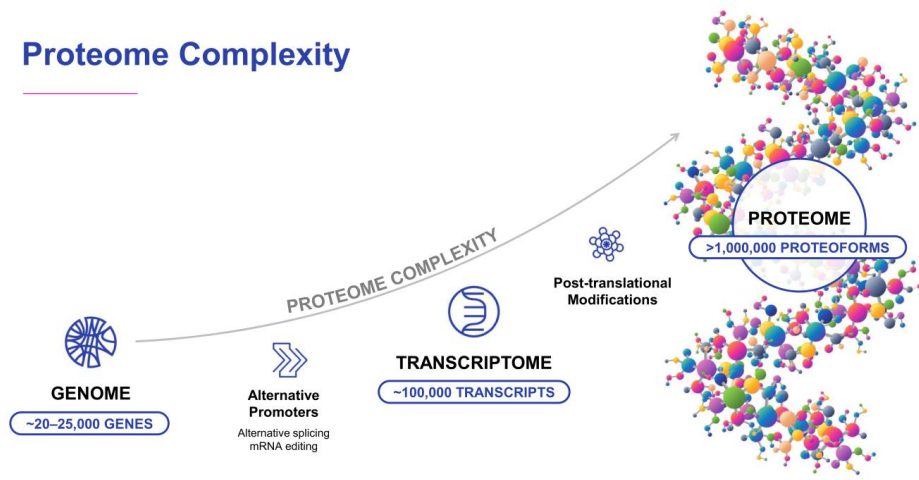 Proteome Complexity
PROTEOME COMPLEXITY
GENOME
~20–25,000 GENES
Alternative
Promoters
Alternative splicing
mRNA editing
TRANSCRIPTOME
~100,000 TRANSCRIPTS
Post-translational
Modifications
PROTEOME
>1,000,000 PROTEOFORMS